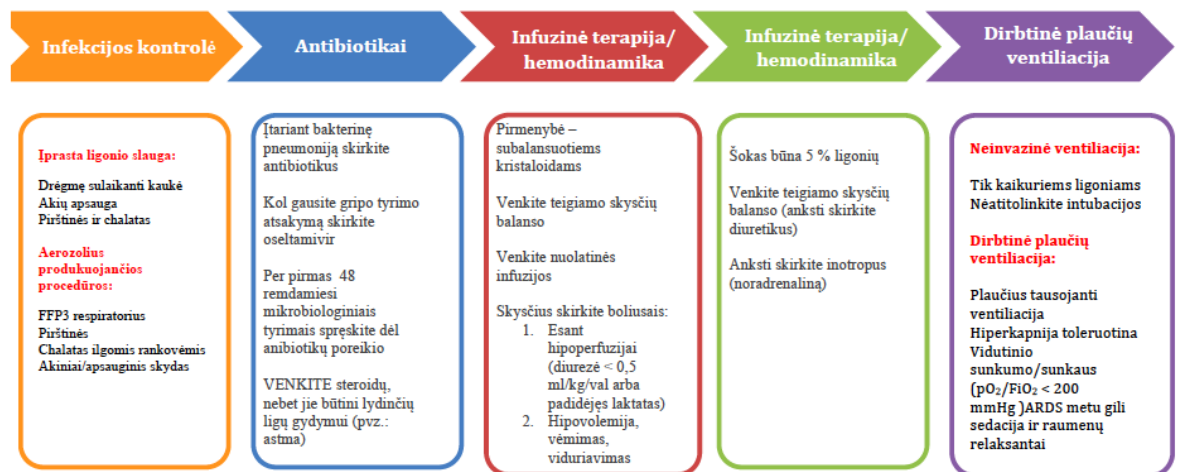 Infekcijos kontrolė
Antibiotikai
Infuzinė terapija/
hemodinamika
Infuzinė terapija/
hemodinamika
Dirbtinė plaučių
ventiliacija
Įprasta ligonio slauga:
Drėgmę sulaikanti kaukė
Akių apsauga
Pirštinės ir chalatas
Aerozolius
produkuojančios
procedūros:
FFP3 respiratorius
Pirštinės
Chalatas ilgomis rankovėmis
Akiniai/apsauginis skydas
Įtariant bakterinę
pneumoniją skirkite
antibiotikus
Kol gausite gripo tyrimo
atsakymą skirkite
oseltamivir
Per pirmas 48
remdamiesi
mikrobiologiniais
tyrimais spręskite dėl
anibiotikų poreikio
VENKITE steroidų,
nebet jie būtini lydinčių
ligų gydymui (pvz.:
astma)
Pirmenybė –
subalansuotiems
kristaloidams
Venkite teigiamo skysčių
balanso
Venkite nuolatinės
infuzijos
Skysčius skirkite boliusais:
1. Esant
hipoperfuzijai
(diurezė < 0,5
ml/kg/val arba
padidėjęs laktatas)
2. Hipovolemija,
vėmimas,
viduriavimas
Šokas būna 5 % ligonių
Venkite teigiamo skysčių
balanso (anksti skirkite
diuretikus)
Anksti skirkite inotropus
(noradrenaliną)
Neinvazinė ventiliacija:
Tik kaikuriems ligoniams
Nėatitolinkite intubacijos
Dirbtinė plaučių
ventiliacija:
Plaučius tausojanti
ventiliacija
Hiperkapnija toleruotina
Vidutinio
sunkumo/sunkaus
(pO₂/FiO₂ < 200
mmHg )ARDS metu gili
sedacija ir raumenų
relaksantai